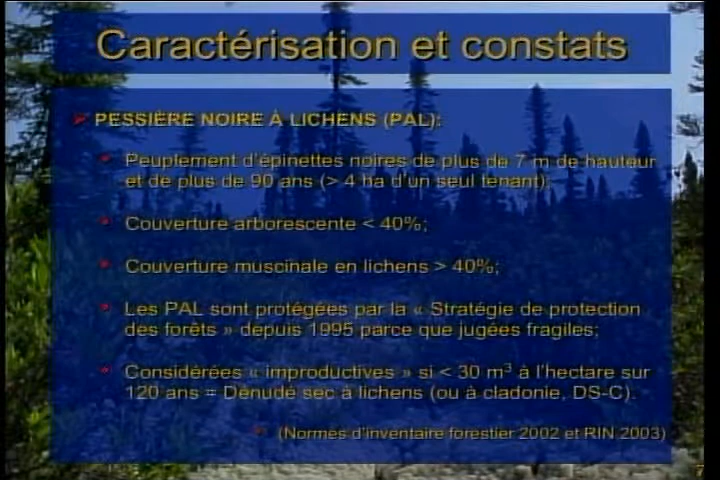 Caractérisation et constats
PESSIÈRE NOIRE À LICHENS (PAL):
Peuplement d'épinettes noires de plus de 7 m de hauteur
et de plus de 90 ans (> 4 ha d'un seul tenant);
Couverture arborescente < 40%;
Couverture muscinale en lichens > 40%;
Les PAL sont protégées par la « Stratégie de protection
des forêts » depuis 1995 parce que jugées fragiles;
Considérées « improductives » si < 30 m³ à l'hectare sur
120 ans = Dénudé sec à lichens (ou à cladonie, DS-C).
(Normes d'inventaire forestier 2002 et RIN 2003)
7